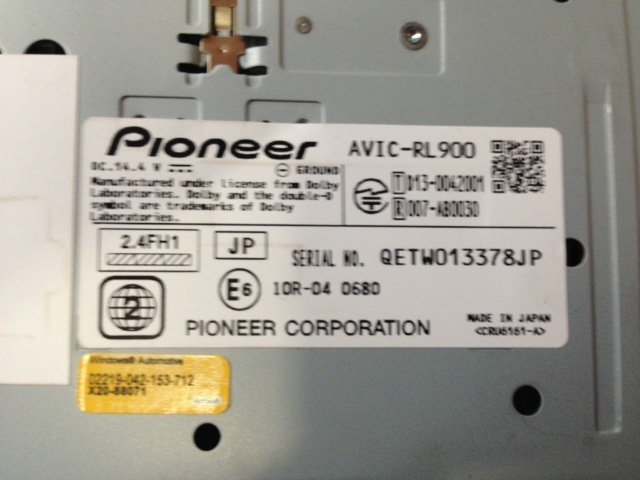 Pioneer AVIC-RL900
DC.14.4 V GROUND
Manufactured under license from Dolby
Laboratories. Dolby and the double-D
symbol are trademarks of Dolby
Laboratories.
T D13-0042001
R 007-AB0030
2.4FH1 JP SERIAL NO. QETW013378JP
2 E6 10R-04 0680
PIONEER CORPORATION
MADE IN JAPAN
<CRU6161-A>
Windows® Automotive
02219-042-153-712
X20-88071